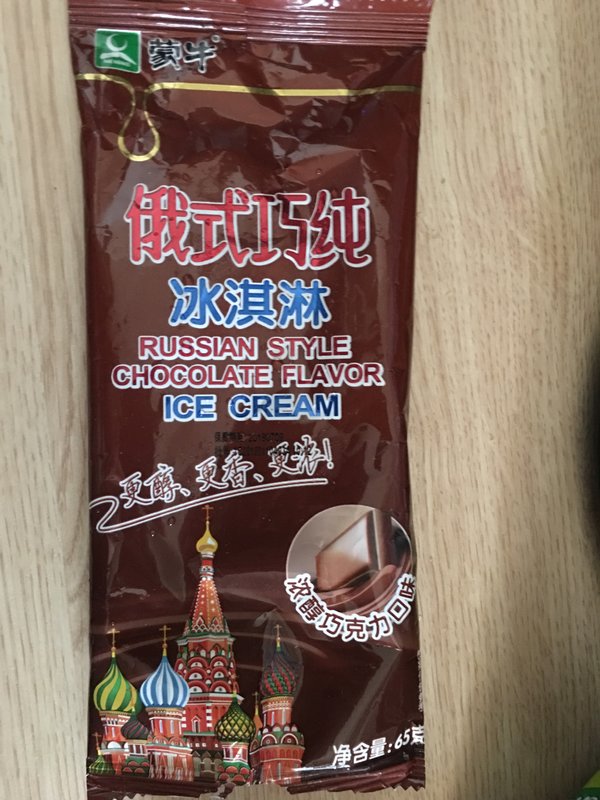 蒙牛
俄式巧纯
冰淇淋
RUSSIAN STYLE
CHOCOLATE FLAVOR
ICE CREAM
更醇、更香、更浓!
浓醇巧克力口味
净含量:65克